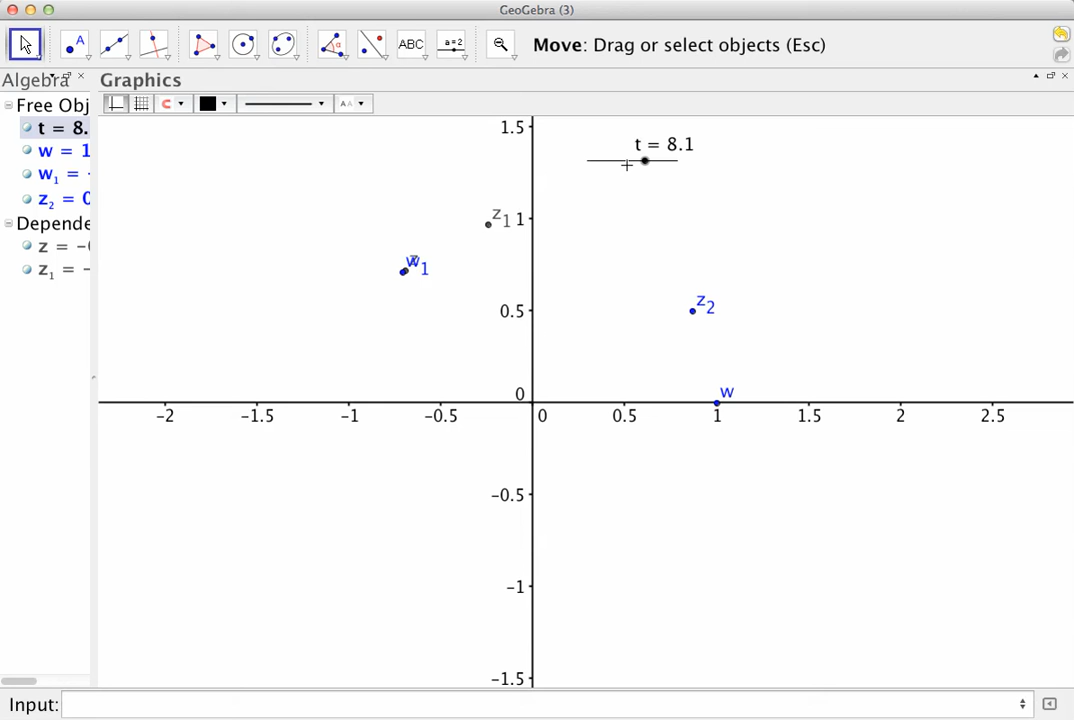 GeoGebra (3)
ABC
a=2
Move: Drag or select objects (Esc)
Algebra
Graphics
AA
Free Obj
t = 8.
w = 1
w1 = -
z2 = 0
Depende
z = -0
z1 = -
1.5
t = 8.1
z1
1
w1
0.5
z2
w
0
-2
-1.5
-1
-0.5
0
0.5
1
1.5
2
2.5
-0.5
-1
-1.5
Input: